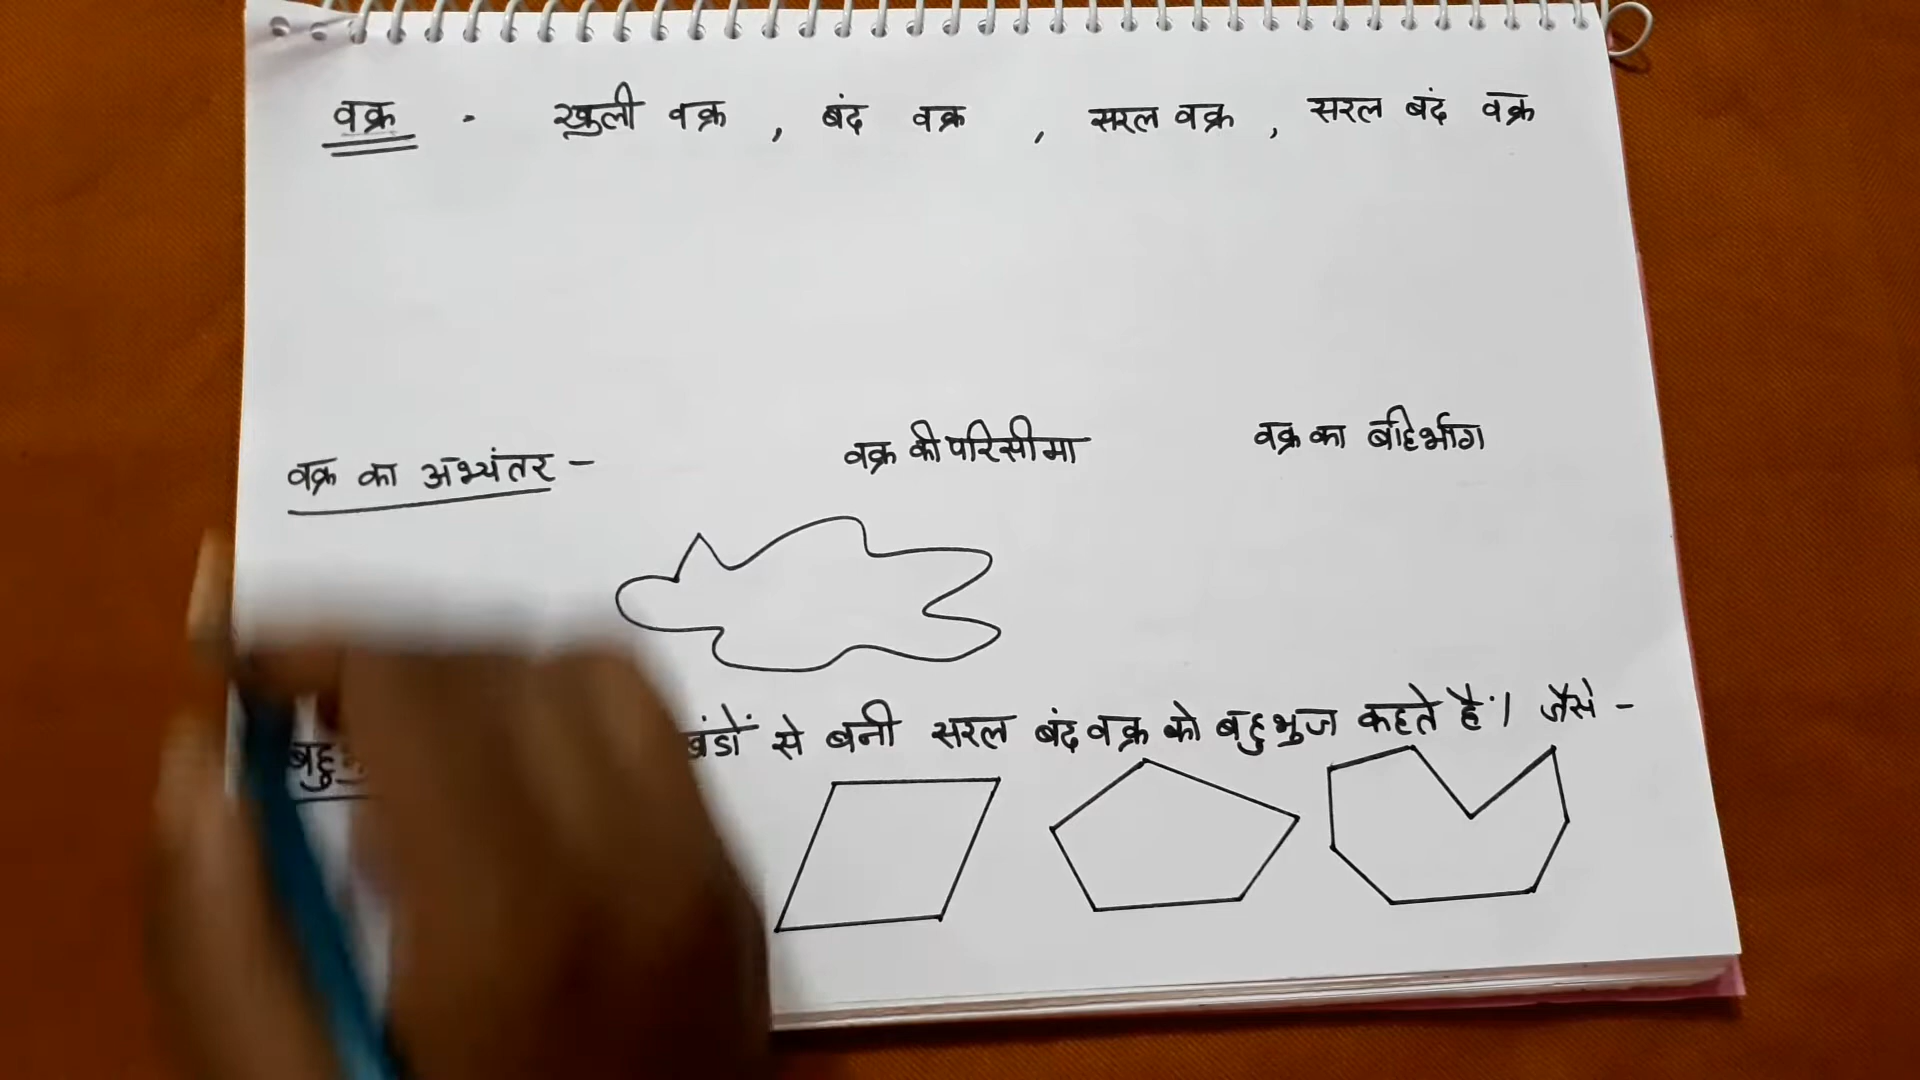 वक्र - खुली वक्र , बंद वक्र , सरल वक्र , सरल बंद वक्र
वक्र का अभ्यंतर - वक्र की परिसीमा वक्र का बहिर्भाग
से बनी सरल बंद वक्र को बहुभुज कहते हैं। जैसे -